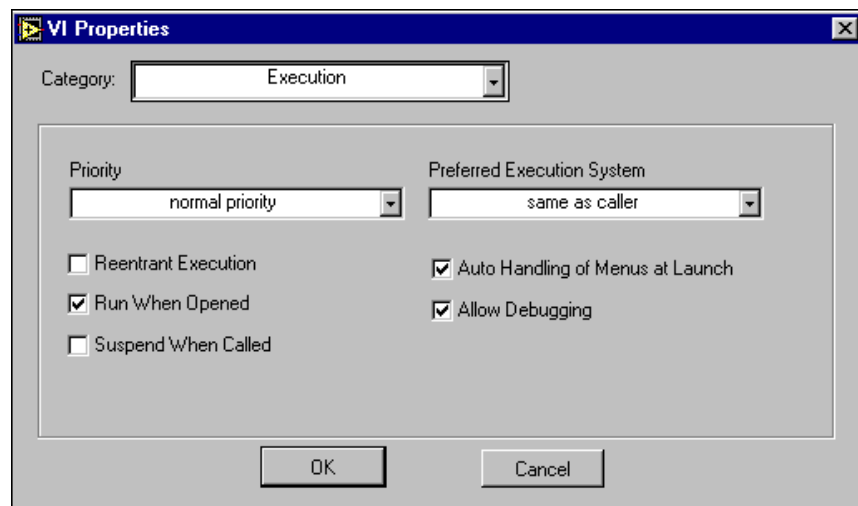 VI Properties
Category: Execution
Priority
normal priority
Preferred Execution System
same as caller
Reentrant Execution
Run When Opened
Suspend When Called
Auto Handling of Menus at Launch
Allow Debugging
OK
Cancel